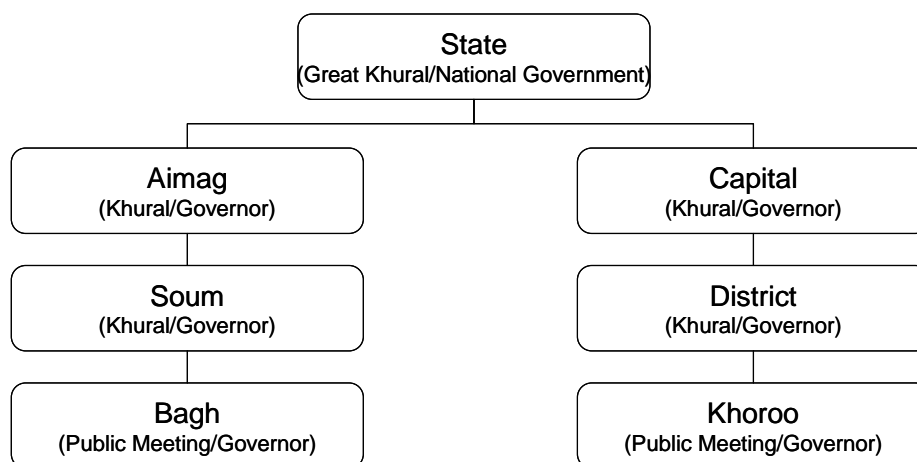 State
(Great Khural/National Government)
Aimag
(Khural/Governor)
Capital
(Khural/Governor)
Soum
(Khural/Governor)
District
(Khural/Governor)
Bagh
(Public Meeting/Governor)
Khoroo
(Public Meeting/Governor)